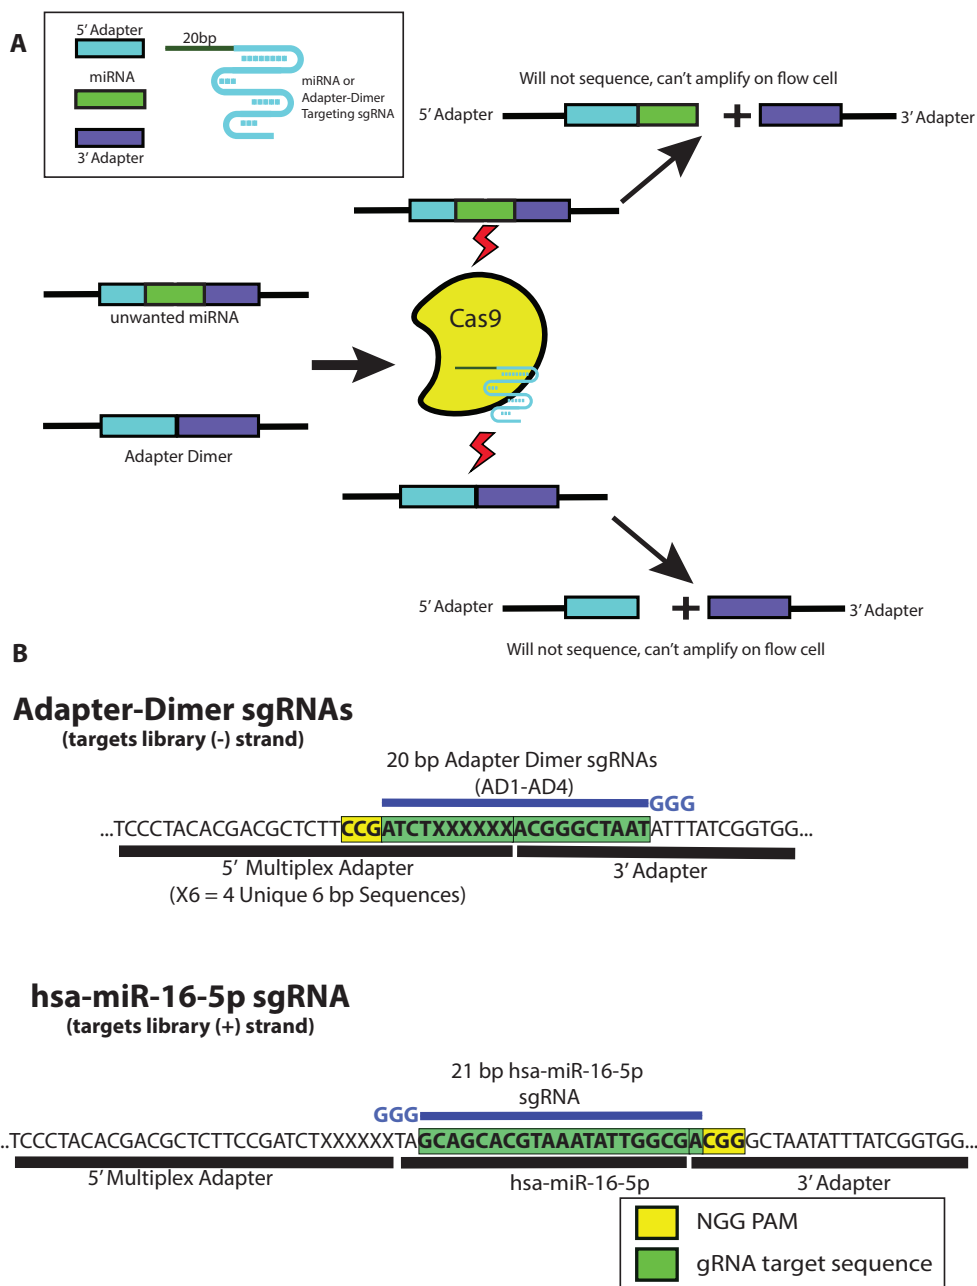 A
5' Adapter
20bp
miRNA
3' Adapter
miRNA or
Adapter-Dimer
Targeting sgRNA
Will not sequence, can't amplify on flow cell
5' Adapter
3' Adapter
unwanted miRNA
Cas9
Adapter Dimer
5' Adapter
3' Adapter
Will not sequence, can't amplify on flow cell
B
Adapter-Dimer sgRNAs
(targets library (-) strand)
20 bp Adapter Dimer sgRNAs
(AD1-AD4)
GGG
...TCCCTACACGACGCTCTTCCGATCTXXXXXXACGGGCTAATATTTATCGGTGG...
5' Multiplex Adapter
3' Adapter
(X6 = 4 Unique 6 bp Sequences)
hsa-miR-16-5p sgRNA
(targets library (+) strand)
21 bp hsa-miR-16-5p
sgRNA
GGG
..TCCCTACACGACGCTCTTCCGATCTXXXXXXTAGCAGCACGTAAATATTGGCGACGGGCTAATATTTATCGGTGG...
5' Multiplex Adapter
hsa-miR-16-5p
3' Adapter
NGG PAM
gRNA target sequence